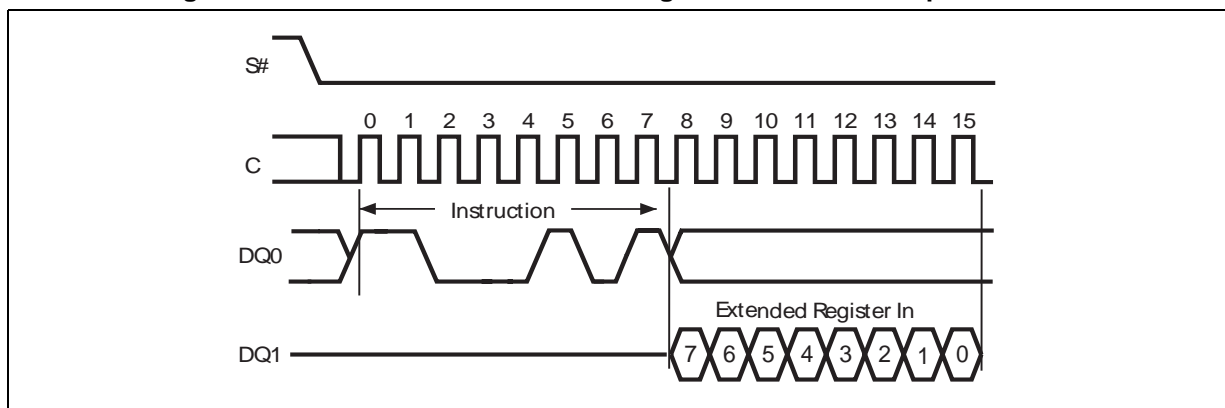 S#
0 1 2 3 4 5 6 7 8 9 10 11 12 13 14 15
C
Instruction
DQ0
Extended Register In
DQ1
7 6 5 4 3 2 1 0